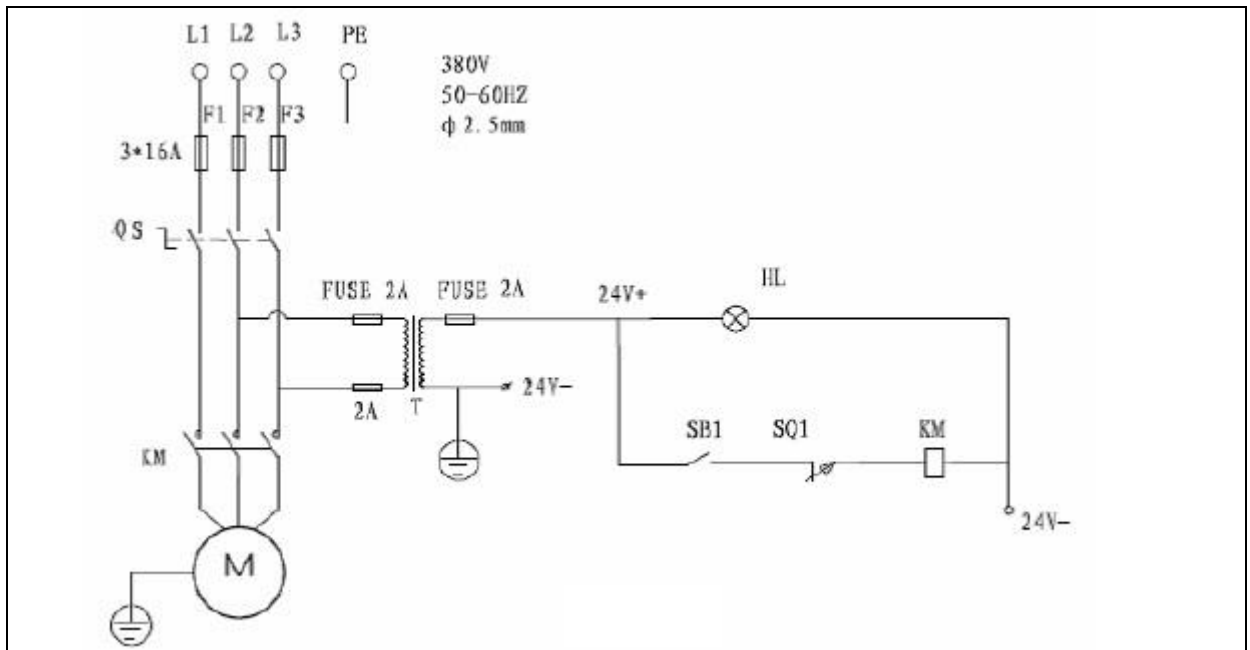 L1 L2 L3 PE
380V
50-60HZ
ф 2.5mm
F1 F2 F3
3*16A
QS
FUSE 2A FUSE 2A 24V+ HL
24V-
2A T
SB1 SQ1 KM
KM
24V-
M